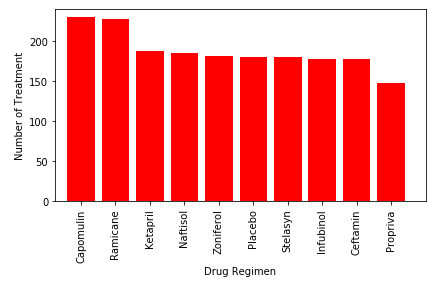 Number of Treatment
200
150
100
50
0
Capomulin
Ramicane
Ketapril
Naftisol
Zoniferol
Placebo
Stelasyn
Infubinol
Ceftamin
Propriva
Drug Regimen